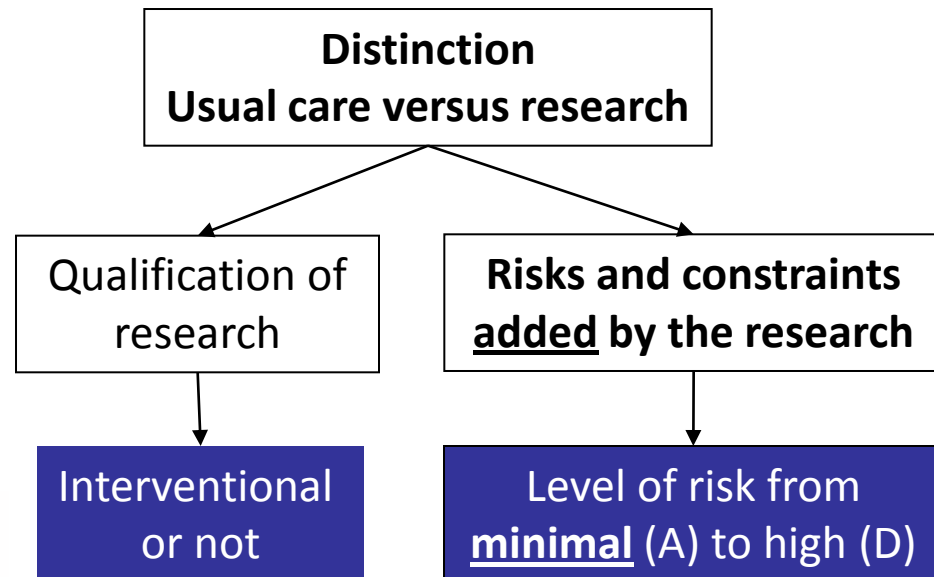 Distinction
Usual care versus research
Qualification of
research
Risks and constraints
added by the research
Interventional
or not
Level of risk from
minimal (A) to high (D)